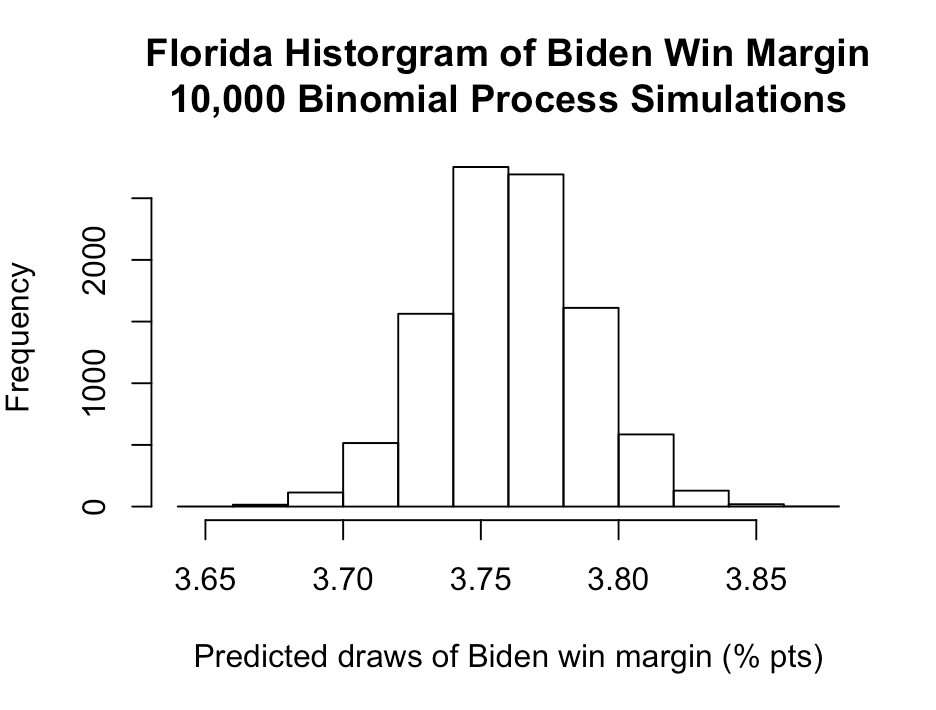 Florida Historgram of Biden Win Margin
10,000 Binomial Process Simulations
Frequency
2000
1000
0
3.65 3.70 3.75 3.80 3.85
Predicted draws of Biden win margin (% pts)